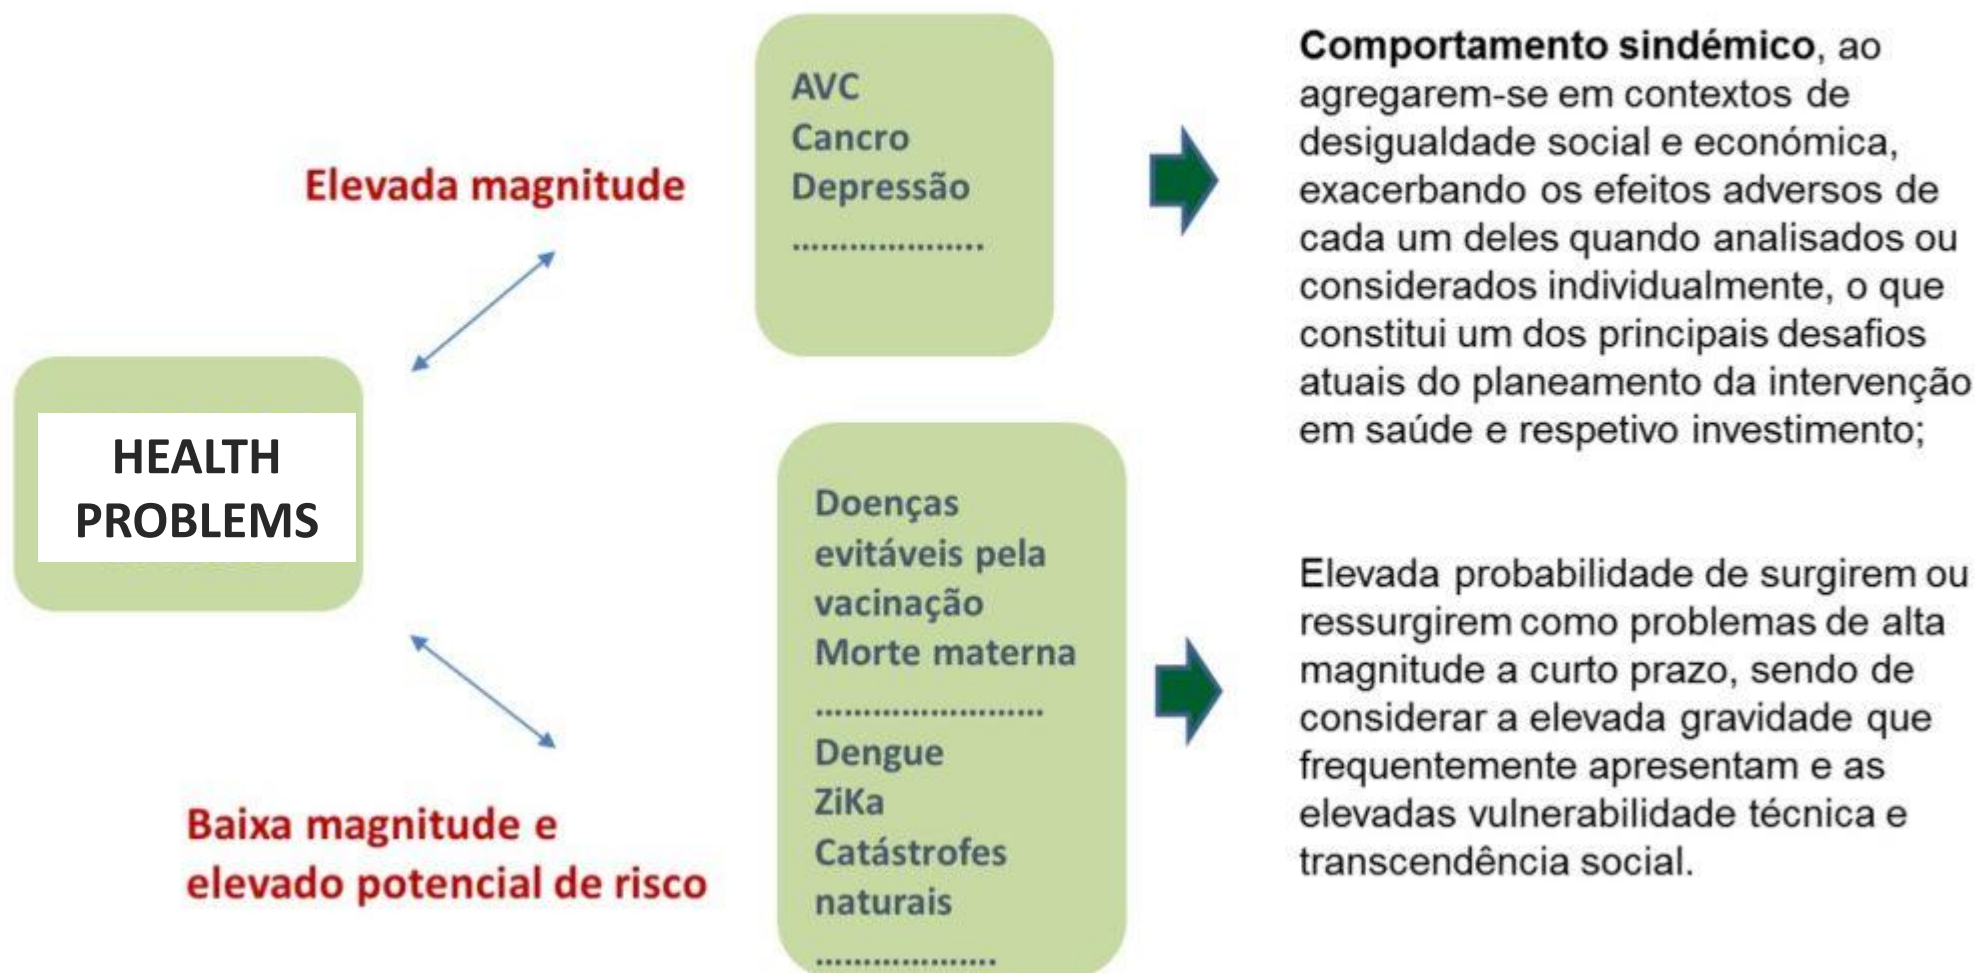 HEALTH
PROBLEMS
Elevada magnitude
AVC
Cancro
Depressão
....................
Comportamento sindémico, ao
agregarem-se em contextos de
desigualdade social e económica,
exacerbando os efeitos adversos de
cada um deles quando analisados ou
considerados individualmente, o que
constitui um dos principais desafios
atuais do planeamento da intervenção
em saúde e respetivo investimento;
Baixa magnitude e
elevado potencial de risco
Doenças
evitáveis pela
vacinação
Morte materna
........................
Dengue
ZiKa
Catástrofes
naturais
...................
Elevada probabilidade de surgirem ou
ressurgirem como problemas de alta
magnitude a curto prazo, sendo de
considerar a elevada gravidade que
frequentemente apresentam e as
elevadas vulnerabilidade técnica e
transcendência social.